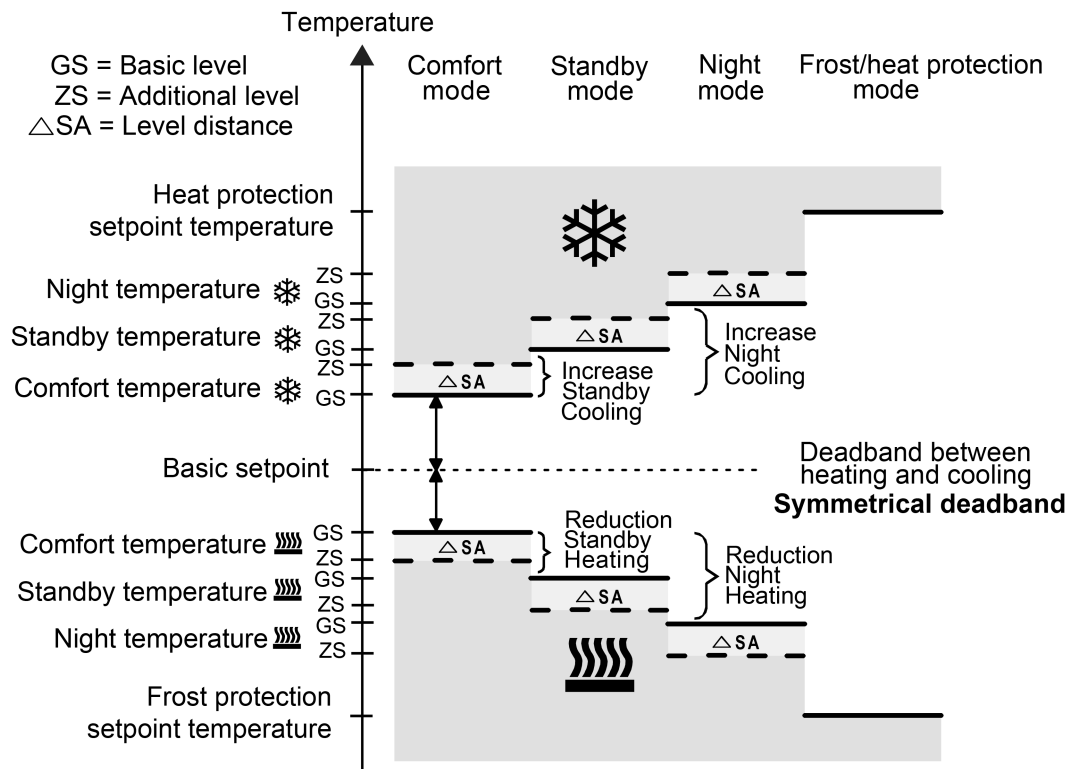 Temperature
GS = Basic level
ZS = Additional level
△SA = Level distance
Comfort
mode
Standby
mode
Night
mode
Frost/heat protection
mode
Heat protection
setpoint temperature
Night temperature
ZS
GS
△SA
Standby temperature
ZS
GS
△SA
Comfort temperature
ZS
GS
△SA
Increase
Standby
Cooling
Increase
Night
Cooling
Basic setpoint
Deadband between
heating and cooling
Symmetrical deadband
Comfort temperature
GS
ZS
△SA
Reduction
Standby
Heating
Reduction
Night
Heating
Standby temperature
GS
ZS
△SA
Night temperature
GS
ZS
△SA
Frost protection
setpoint temperature